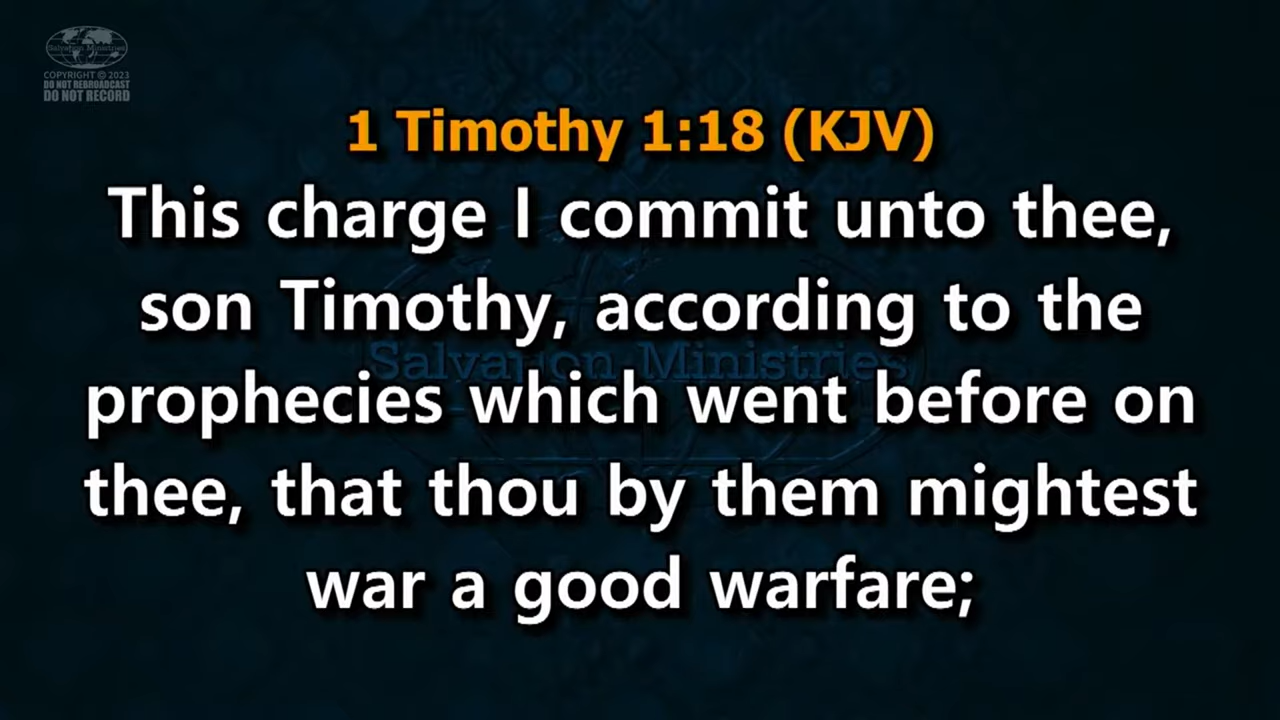 Salvation Ministries
COPYRIGHT © 2023
DO NOT REBROADCAST
DO NOT RECORD
1 Timothy 1:18 (KJV)
This charge I commit unto thee,
son Timothy, according to the
prophecies which went before on
thee, that thou by them mightest
war a good warfare;
Salvation Ministries